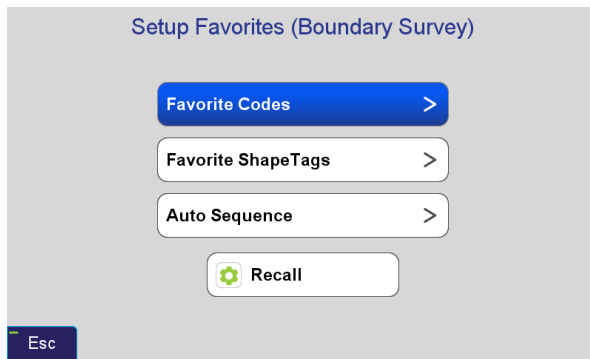 Setup Favorites (Boundary Survey)
Favorite Codes >
Favorite ShapeTags >
Auto Sequence >
Recall
Esc